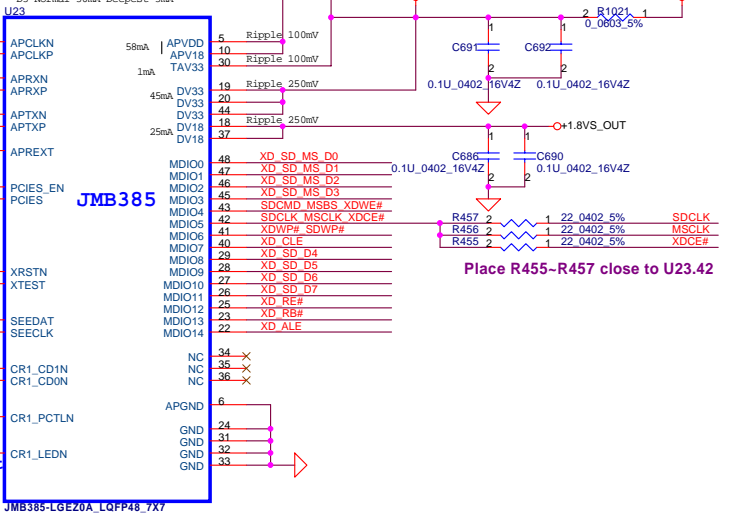 U23
APCLKN
APCLKP
APRXN
APRXP
APTXN
APTXP
APREXT
PCIES_EN
PCIES
JMB385
XRSTN
XTEST
SEEDAT
SEECLK
CR1_CD1N
CR1_CD0N
CR1_PCTLN
CR1_LEDN
58mA APVDD 5 Ripple 100mV
APV18 10
1mA TAV33 30 Ripple 100mV
45mA DV33 19 Ripple 250mV
DV33 20
DV33 44
25mA DV18 18 Ripple 250mV
DV18 37
MDIO0 48 XD_SD_MS_D0
MDIO1 47 XD_SD_MS_D1
MDIO2 46 XD_SD_MS_D2
MDIO3 45 XD_SD_MS_D3
MDIO4 43 SDCMD_MSBS_XDWE#
MDIO5 42 SDCLK_MSCLK_XDCE#
MDIO6 41 XDWP#_SDWP#
MDIO7 40 XD_CLE
MDIO8 29 XD_SD_D4
MDIO9 28 XD_SD_D5
MDIO10 27 XD_SD_D6
MDIO11 26 XD_SD_D7
MDIO12 25 XD_RE#
MDIO13 23 XD_RB#
MDIO14 22 XD_ALE
NC 34
NC 35
NC 36
APGND 6
GND 24
GND 31
GND 32
GND 33
JMB385-LGEZ0A_LQFP48_7X7
2 R1021 1
0_0603_5%
1 1
C691 C692
2 2
0.1U_0402_16V4Z 0.1U_0402_16V4Z
+1.8VS_OUT
1 1
C686 C690
0.1U_0402_16V4Z 0.1U_0402_16V4Z
2 2
R457 2 1 22_0402_5% SDCLK
R456 2 1 22_0402_5% MSCLK
R455 2 1 22_0402_5% XDCE#
Place R455~R457 close to U23.42